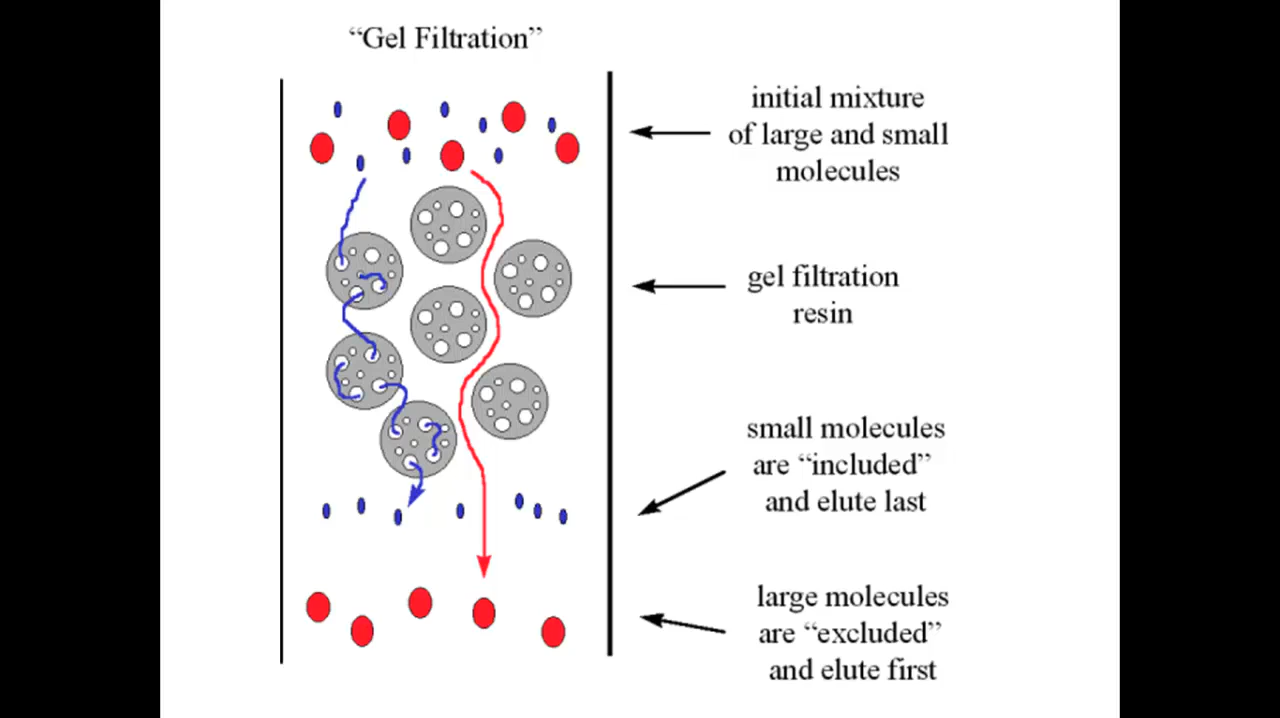 “Gel Filtration”
initial mixture
of large and small
molecules
gel filtration
resin
small molecules
are “included”
and elute last
large molecules
are “excluded”
and elute first